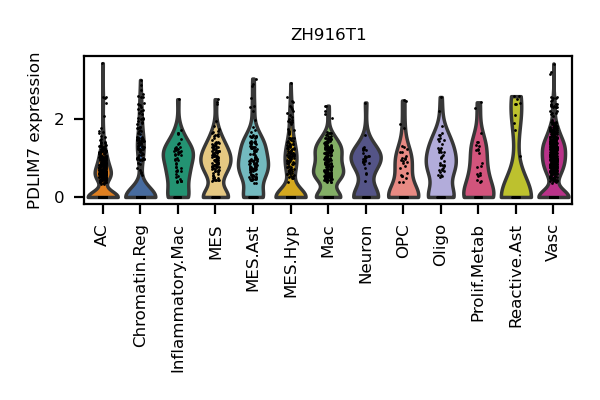 ZH916T1
PDLIM7 expression
2
0
AC
Chromatin.Reg
Inflammatory.Mac
MES
MES.Ast
MES.Hyp
Mac
Neuron
OPC
Oligo
Prolif.Metab
Reactive.Ast
Vasc